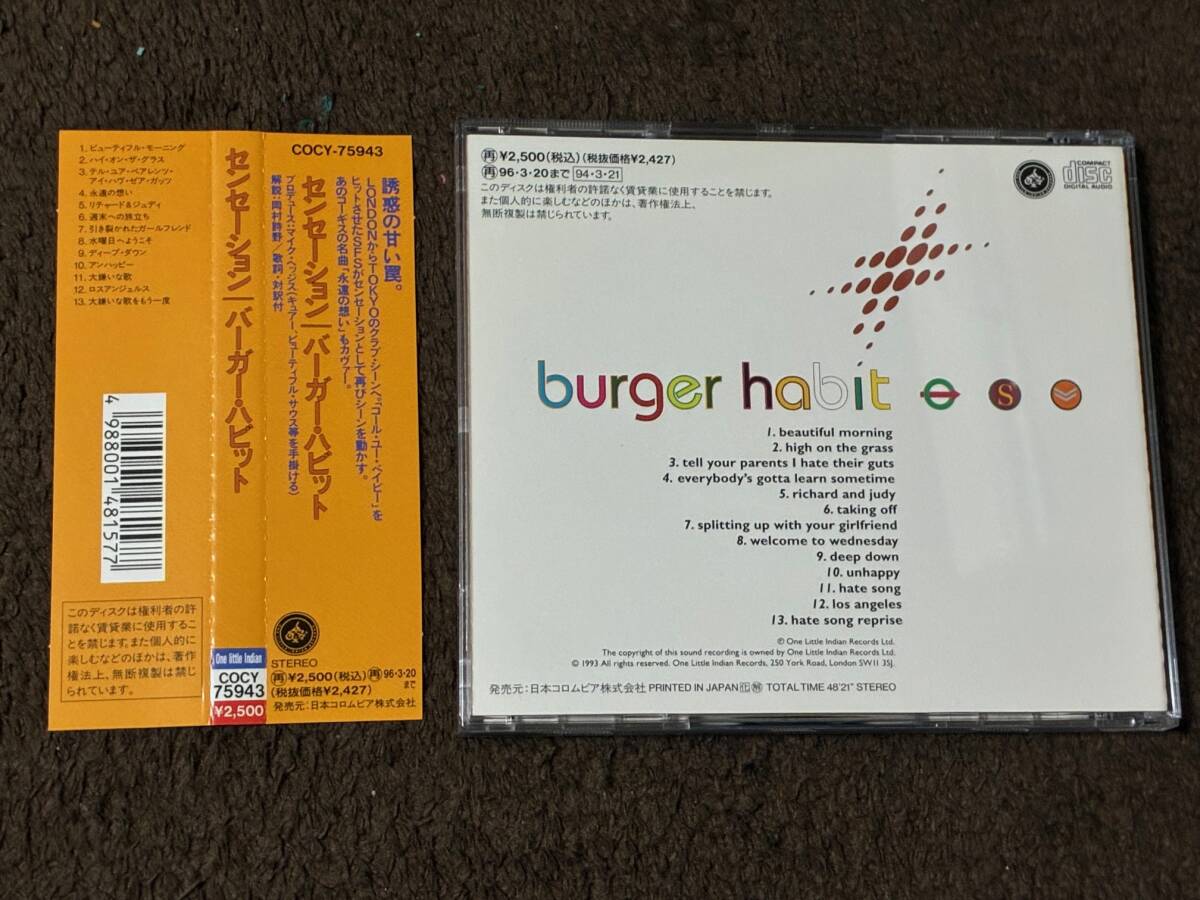 1. ビューティフル・モーニング
2. ハイ・オン・ザ・グラス
3. テル・ユア・ペアレンツ・
アイ・ハヴ・ゼア・ガッツ
4. 永遠の想い
5. リチャード&ジュディ
6. 週末への旅立ち
7. 引き裂かれたガールフレンド
8. 水曜日へようこそ
9. ディープ・ダウン
10. アンハッピー
11. 大嫌いな歌
12. ロスアンジェルス
13. 大嫌いな歌をもう一度
4 988001 481577
このディスクは権利者の許
諾なく賃貸業に使用するこ
とを禁じます。また個人的に
楽しむなどのほかは、著作
権法上、無断複製は禁じ
られています。
センセーション/バーガー・ハビット
One little Indian
COCY
75943
¥2,500
COCY-75943
誘惑の甘い罠。
LONDONからTOKYOのクラブ・シーンへ。「コール・ユー・ベイビー」を
ヒットさせたSFSがセンセーションとして再びシーンを動かす。
あのコーギスの名曲「永遠の想い」もカヴァー。
センセーション/バーガー・ハビット
プロデュース:マイク・ヘッジス(キュアー、ビューティフル・サウス等を手掛ける)
解説・岡村詩野/歌詞・対訳付
STEREO
再¥2,500(税込) 再96・3・20まで
(税抜価格¥2,427)
発売元:日本コロムビア株式会社
再¥2,500(税込)(税抜価格¥2,427)
再96・3・20まで 94・3・21
このディスクは権利者の許諾なく賃貸業に使用することを禁じます。
また個人的に楽しむなどのほかは、著作権法上、
無断複製は禁じられています。
COMPACT
disc
DIGITAL AUDIO
burger habit
S
1. beautiful morning
2. high on the grass
3. tell your parents I hate their guts
4. everybody's gotta learn sometime
5. richard and judy
6. taking off
7. splitting up with your girlfriend
8. welcome to wednesday
9. deep down
10. unhappy
11. hate song
12. los angeles
13. hate song reprise
℗ One Little Indian Records Ltd.
The copyright of this sound recording is owned by One Little Indian Records Ltd.
© 1993 All rights reserved. One Little Indian Records, 250 York Road, London SW11 3SJ.
発売元:日本コロムビア株式会社 PRINTED IN JAPAN TOTAL TIME 48'21" STEREO